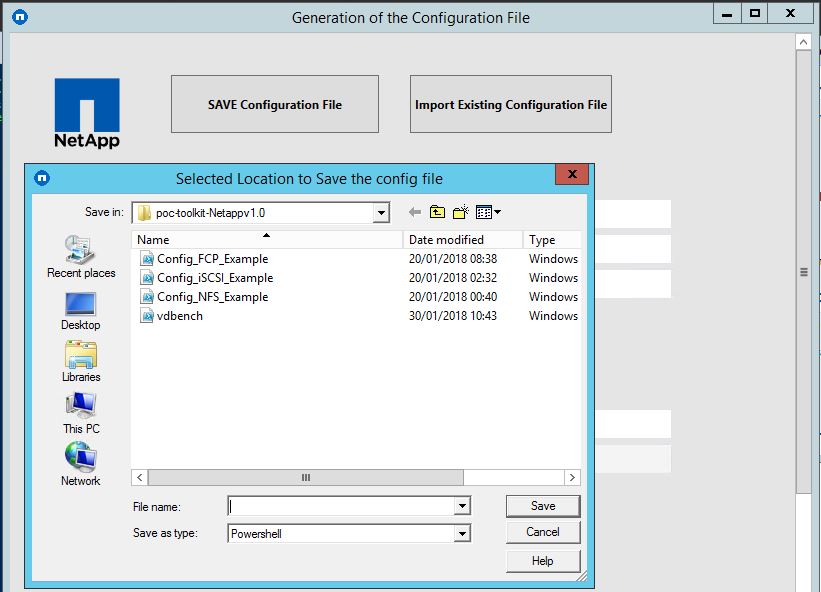 Generation of the Configuration File
NetApp
SAVE Configuration File
Import Existing Configuration File
Selected Location to Save the config file
Save in: poc-toolkit-Netappv1.0
Name Date modified Type
Config_FCP_Example 20/01/2018 08:38 Windows
Config_iSCSI_Example 20/01/2018 02:32 Windows
Config_NFS_Example 20/01/2018 00:40 Windows
vdbench 30/01/2018 10:43 Windows
Recent places
Desktop
Libraries
This PC
Network
File name: Save
Save as type: Powershell Cancel
Help